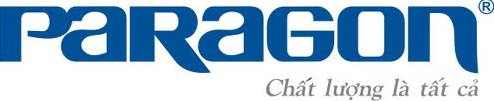 PARAGON®
Chất lượng là tất cả